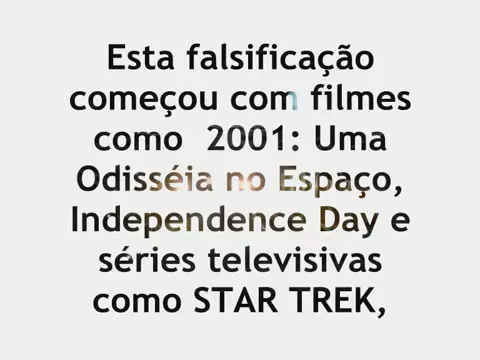 Esta falsificação
começou com filmes
como 2001: Uma
Odisséia no Espaço,
Independence Day e
séries televisivas
como STAR TREK,